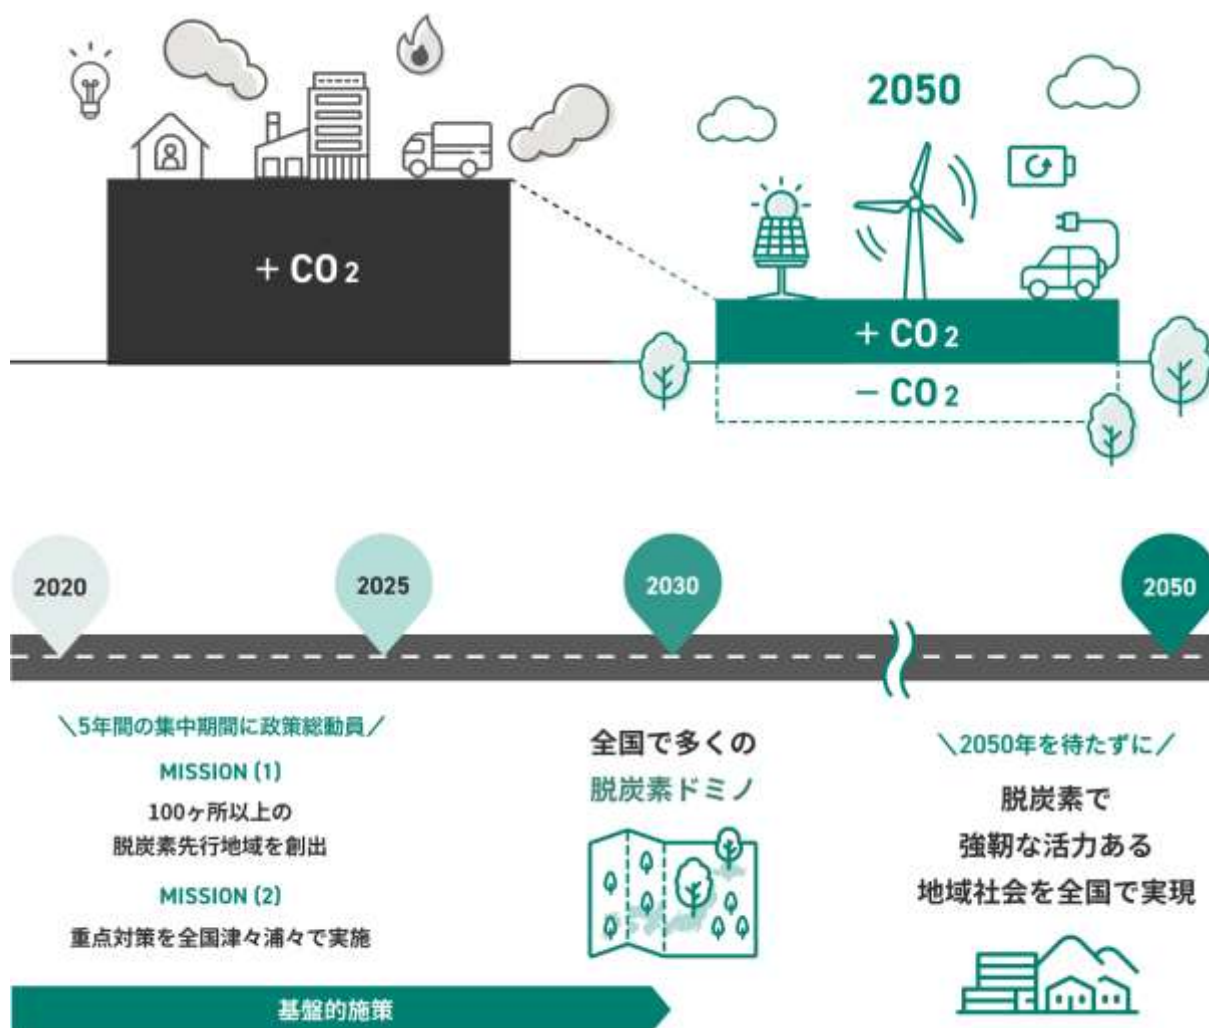 2050
+ CO2
+ CO2
− CO2
2020
2025
2030
2050
\5年間の集中期間に政策総動員/
MISSION (1)
100ヶ所以上の
脱炭素先行地域を創出
MISSION (2)
重点対策を全国津々浦々で実施
基盤的施策
全国で多くの
脱炭素ドミノ
\2050年を待たずに/
脱炭素で
強靭な活力ある
地域社会を全国で実現